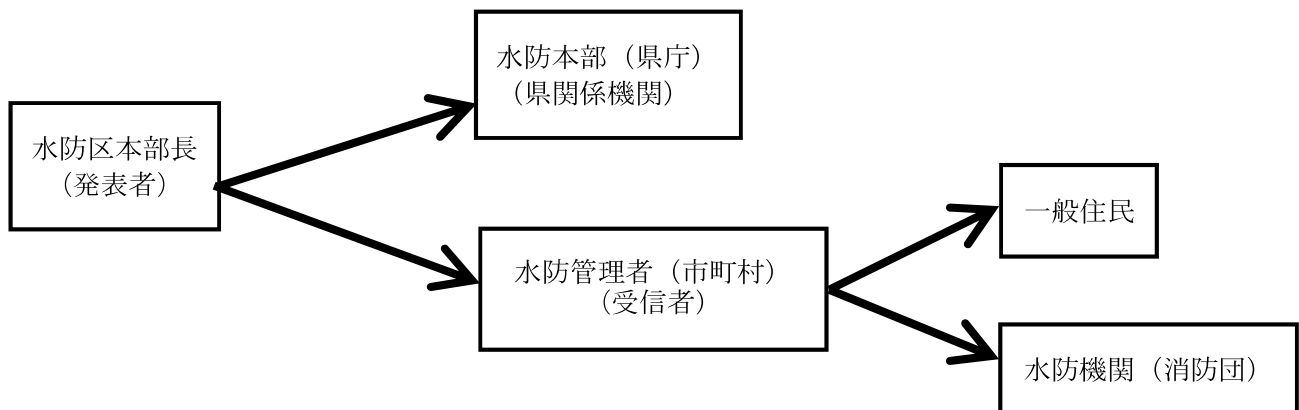 水防本部（県庁）
（県関係機関）
水防区本部長
（発表者）
一般住民
水防管理者（市町村）
（受信者）
水防機関（消防団）